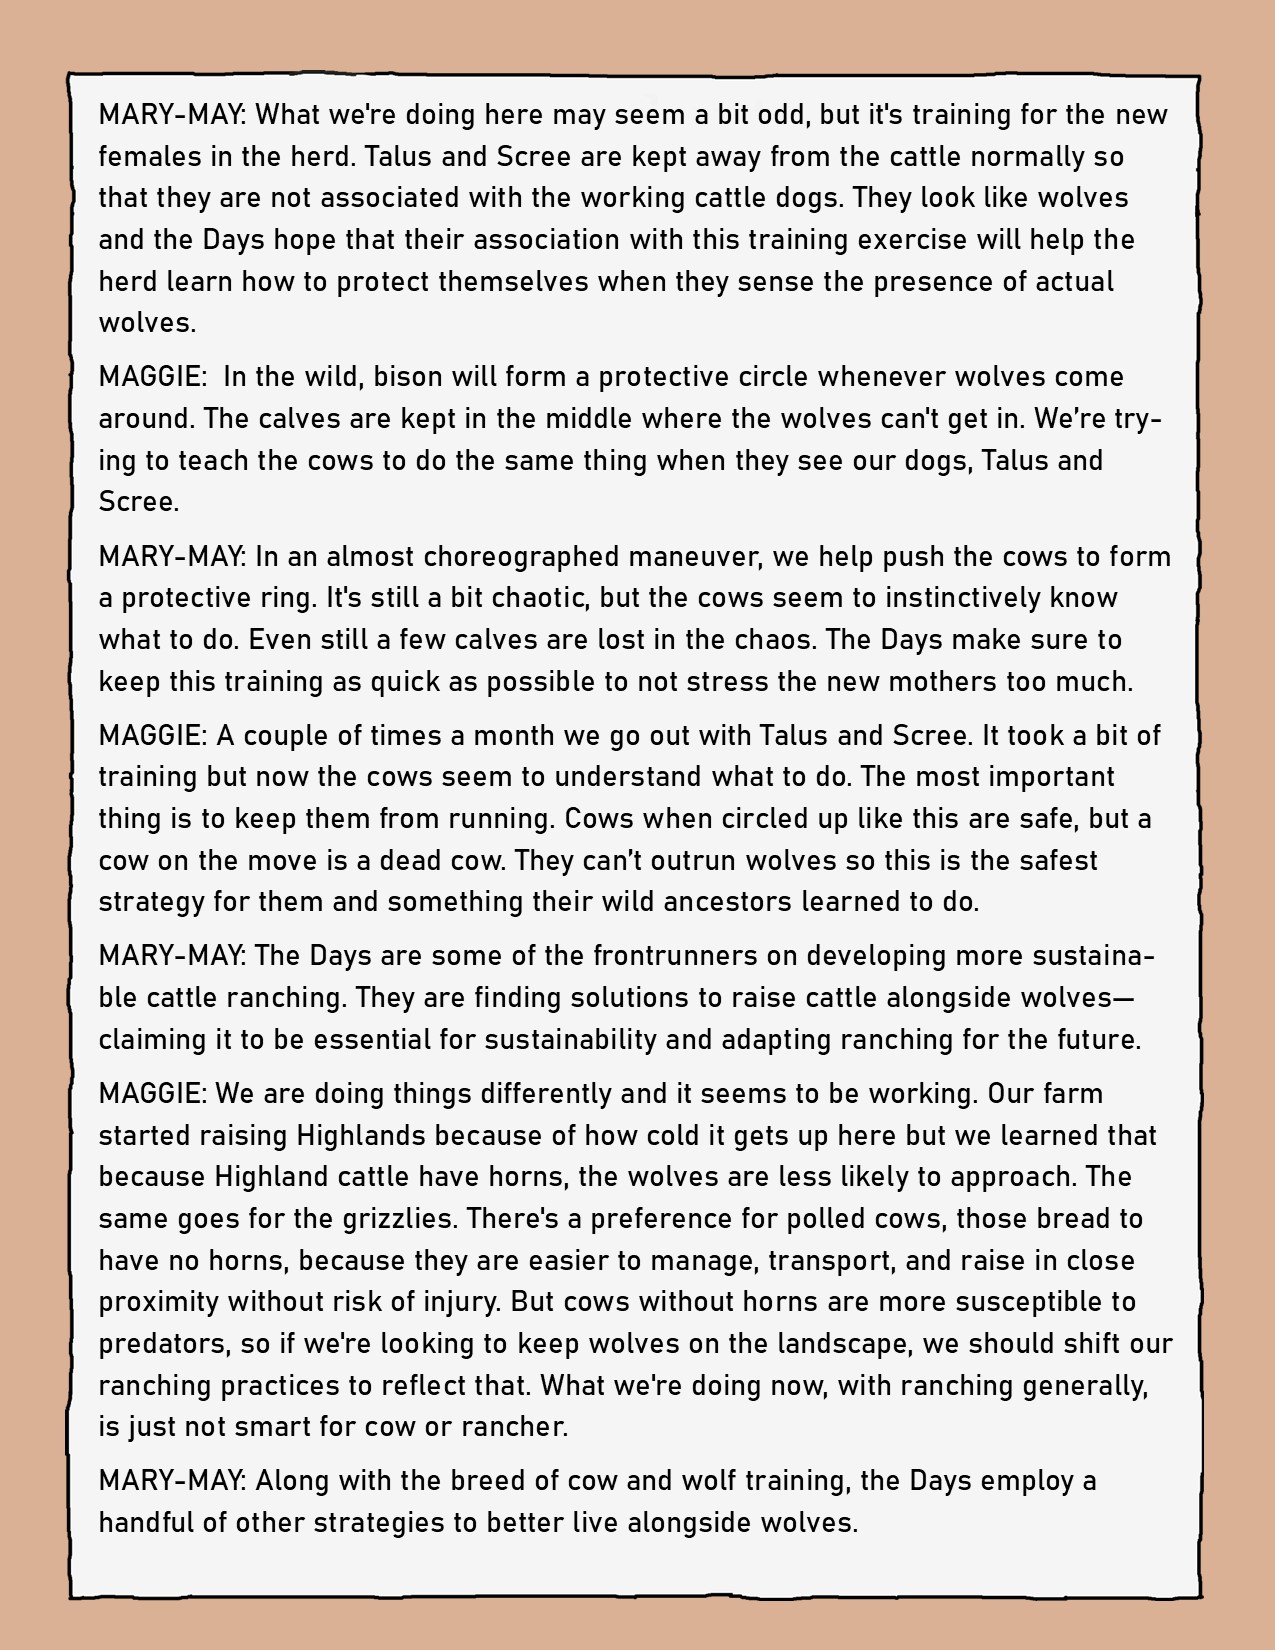 MARY-MAY: What we're doing here may seem a bit odd, but it's training for the new
females in the herd. Talus and Scree are kept away from the cattle normally so
that they are not associated with the working cattle dogs. They look like wolves
and the Days hope that their association with this training exercise will help the
herd learn how to protect themselves when they sense the presence of actual
wolves.
MAGGIE:  In the wild, bison will form a protective circle whenever wolves come
around. The calves are kept in the middle where the wolves can't get in. We’re try-
ing to teach the cows to do the same thing when they see our dogs, Talus and
Scree.
MARY-MAY: In an almost choreographed maneuver, we help push the cows to form
a protective ring. It's still a bit chaotic, but the cows seem to instinctively know
what to do. Even still a few calves are lost in the chaos. The Days make sure to
keep this training as quick as possible to not stress the new mothers too much.
MAGGIE: A couple of times a month we go out with Talus and Scree. It took a bit of
training but now the cows seem to understand what to do. The most important
thing is to keep them from running. Cows when circled up like this are safe, but a
cow on the move is a dead cow. They can’t outrun wolves so this is the safest
strategy for them and something their wild ancestors learned to do.
MARY-MAY: The Days are some of the frontrunners on developing more sustaina-
ble cattle ranching. They are finding solutions to raise cattle alongside wolves—
claiming it to be essential for sustainability and adapting ranching for the future.
MAGGIE: We are doing things differently and it seems to be working. Our farm
started raising Highlands because of how cold it gets up here but we learned that
because Highland cattle have horns, the wolves are less likely to approach. The
same goes for the grizzlies. There's a preference for polled cows, those bread to
have no horns, because they are easier to manage, transport, and raise in close
proximity without risk of injury. But cows without horns are more susceptible to
predators, so if we're looking to keep wolves on the landscape, we should shift our
ranching practices to reflect that. What we're doing now, with ranching generally,
is just not smart for cow or rancher.
MARY-MAY: Along with the breed of cow and wolf training, the Days employ a
handful of other strategies to better live alongside wolves.